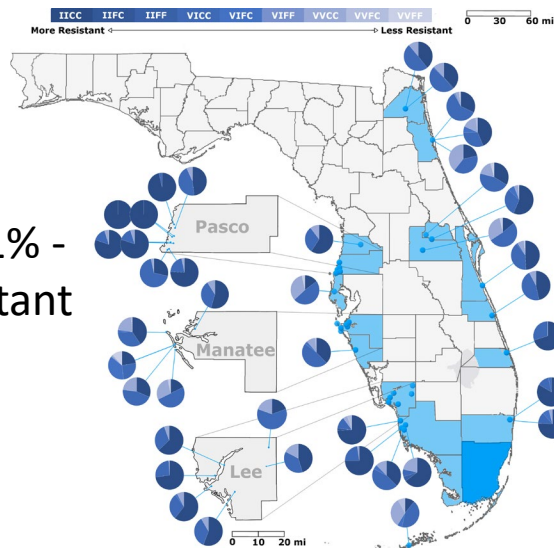 IICC IIFC IIFF VICC VIFC VIFF VVCC VVFC VVFF
More Resistant Less Resistant
0 30 60 mi
Pasco
% -
tant
Manatee
Lee
0 10 20 mi